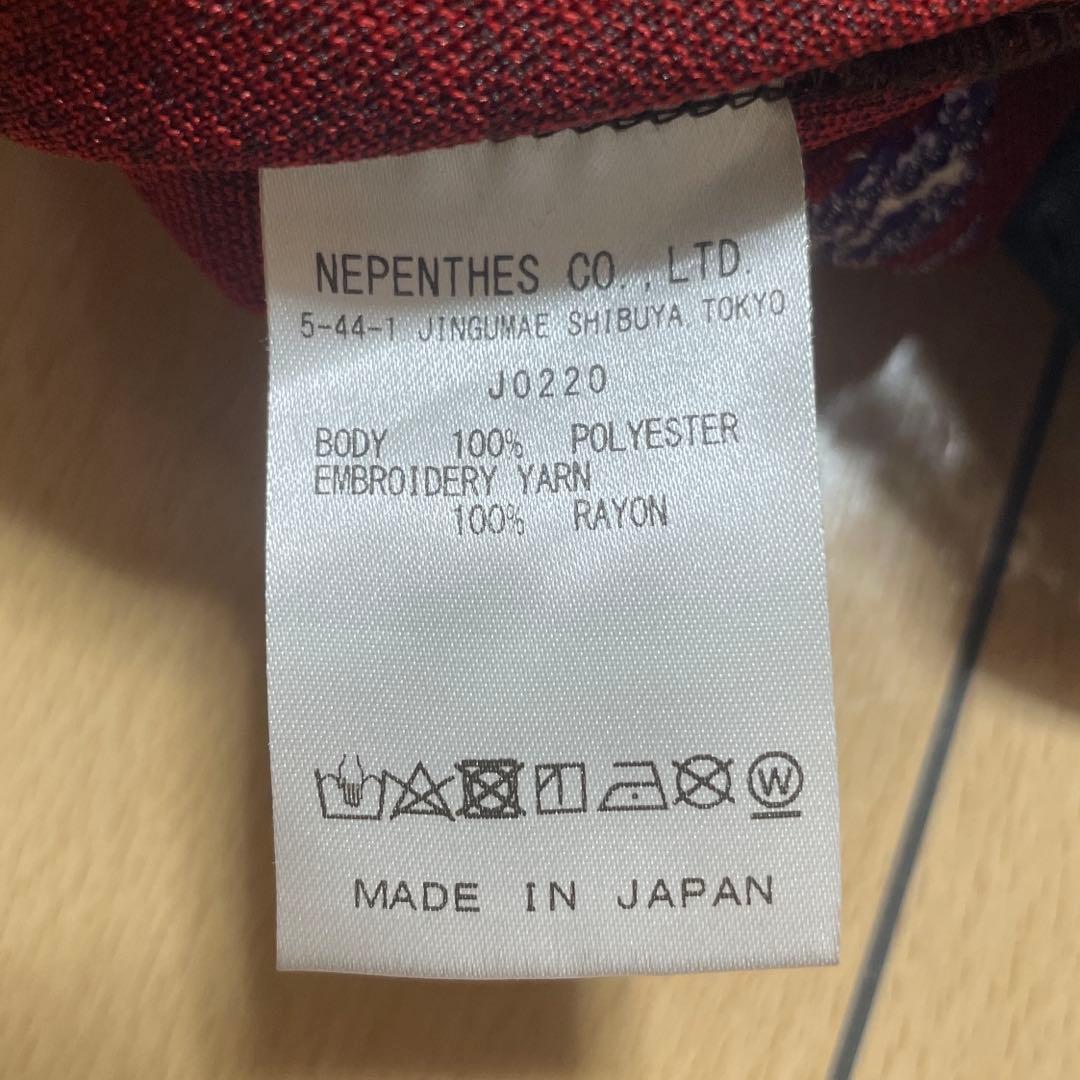 NEPENTHES CO., LTD.
5-44-1 JINGUMAE SHIBUYA, TOKYO
J0220
BODY 100% POLYESTER
EMBROIDERY YARN
100% RAYON
W
MADE IN JAPAN